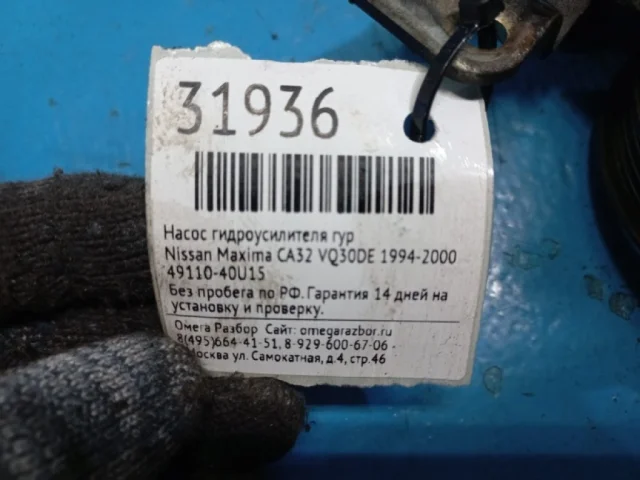 31936
Насос гидроусилителя гур
Nissan Maxima CA32 VQ30DE 1994-2000
49110-40U15
Без пробега по РФ. Гарантия 14 дней на
установку и проверку.
Омега Разбор Сайт: omegarazbor.ru
8(495)664-41-51, 8-929-600-67-06 -
Москва ул. Самокатная, д.4, стр.46